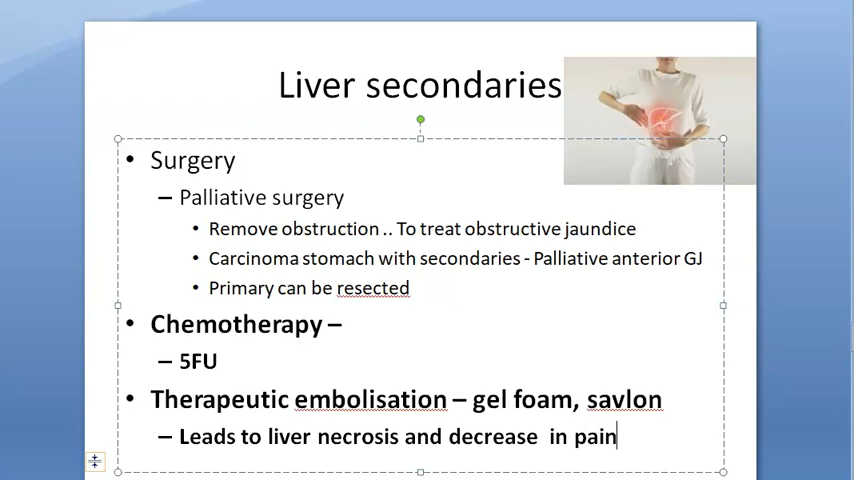 Liver secondaries
• Surgery
– Palliative surgery
• Remove obstruction .. To treat obstructive jaundice
• Carcinoma stomach with secondaries - Palliative anterior GJ
• Primary can be resected
• Chemotherapy –
– 5FU
• Therapeutic embolisation – gel foam, savlon
– Leads to liver necrosis and decrease  in pain